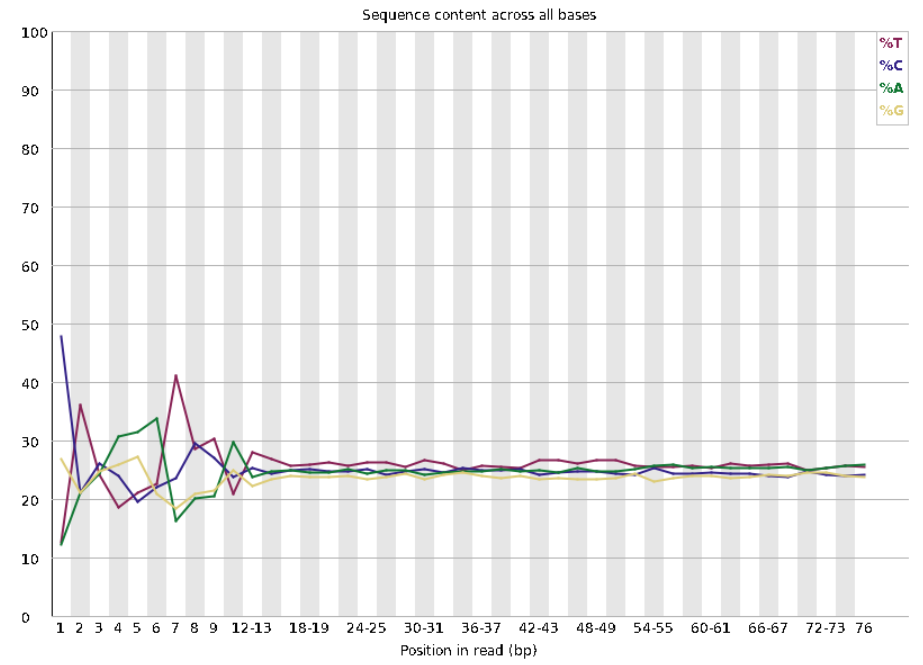 Sequence content across all bases
100
90
80
70
60
50
40
30
20
10
0
%T
%C
%A
%G
1 2 3 4 5 6 7 8 9 12-13 18-19 24-25 30-31 36-37 42-43 48-49 54-55 60-61 66-67 72-73 76
Position in read (bp)